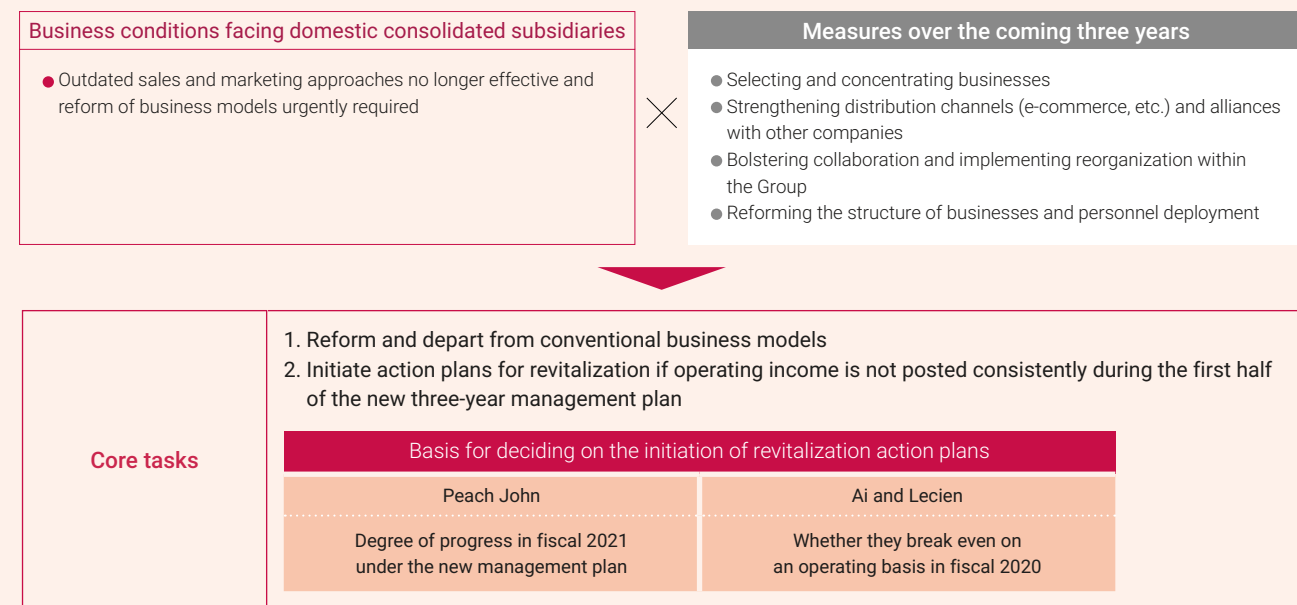 Business conditions facing domestic consolidated subsidiaries
● Outdated sales and marketing approaches no longer effective and
reform of business models urgently required
Measures over the coming three years
● Selecting and concentrating businesses
● Strengthening distribution channels (e-commerce, etc.) and alliances
with other companies
● Bolstering collaboration and implementing reorganization within
the Group
● Reforming the structure of businesses and personnel deployment
Core tasks
1. Reform and depart from conventional business models
2. Initiate action plans for revitalization if operating income is not posted consistently during the first half
of the new three-year management plan
Basis for deciding on the initiation of revitalization action plans
Peach John
Degree of progress in fiscal 2021
under the new management plan
Ai and Lecien
Whether they break even on
an operating basis in fiscal 2020